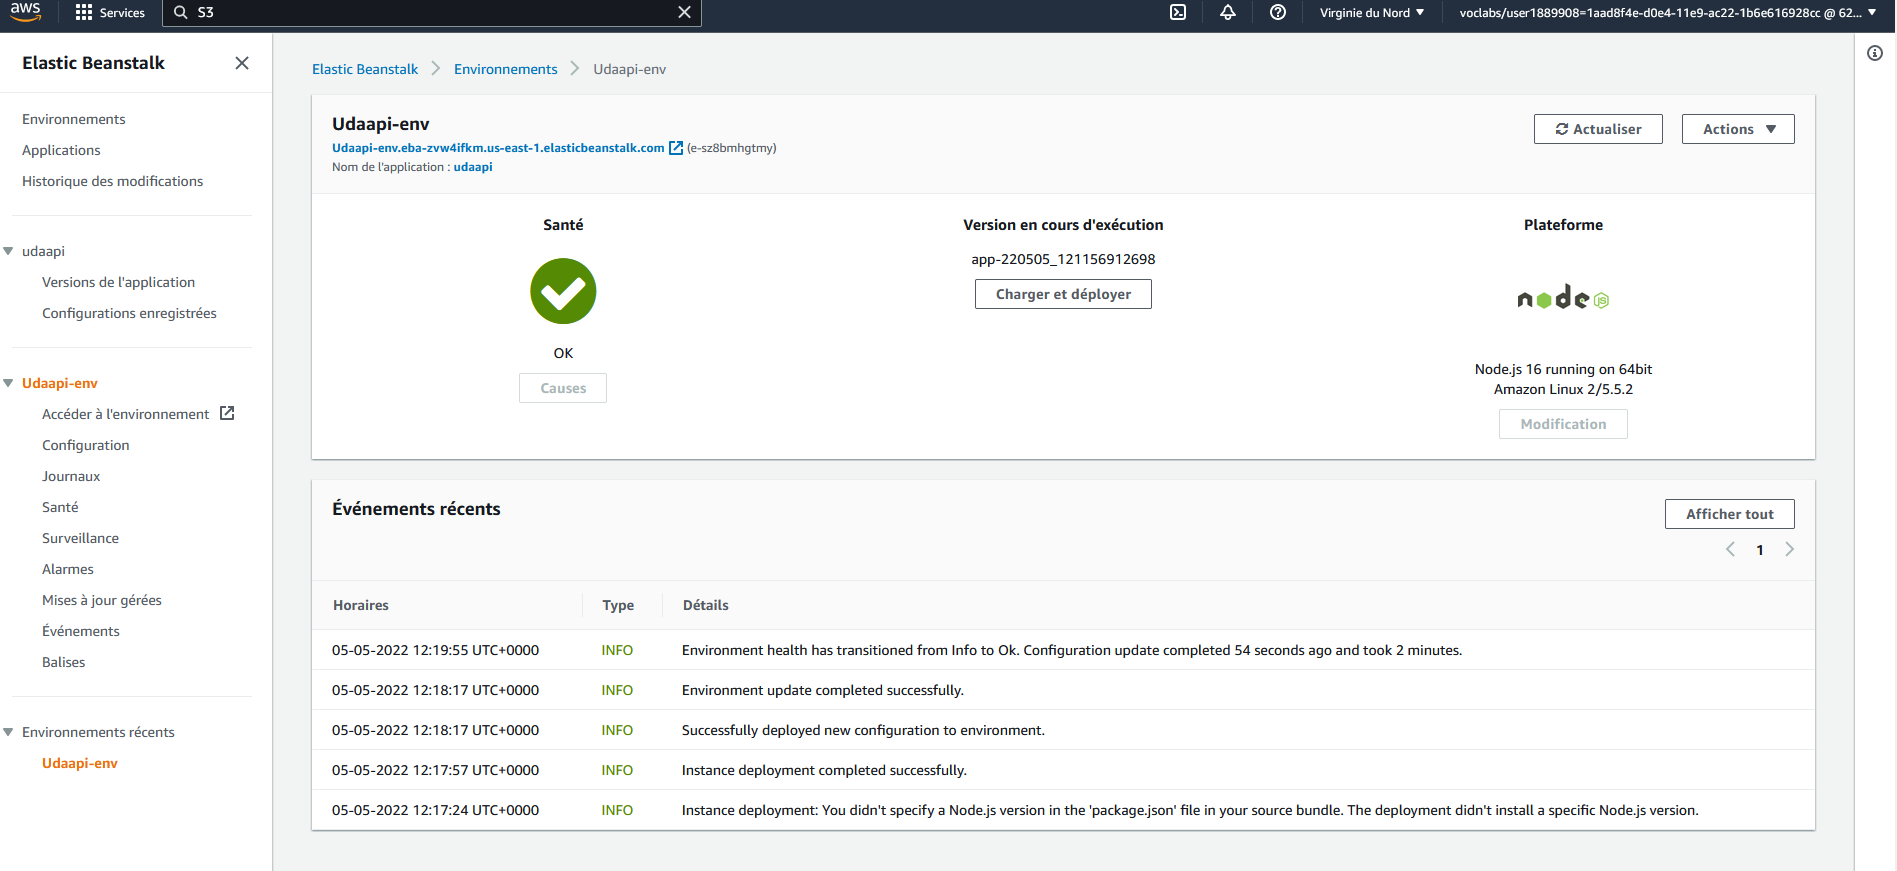 aws
Services
S3
Virginie du Nord
voclabs/user1889908=1aad8f4e-d0e4-11e9-ac22-1b6e616928cc @ 62...
Elastic Beanstalk
Environnements
Applications
Historique des modifications
udaapi
Versions de l'application
Configurations enregistrées
Udaapi-env
Accéder à l'environnement
Configuration
Journaux
Santé
Surveillance
Alarmes
Mises à jour gérées
Événements
Balises
Environnements récents
Udaapi-env
Elastic Beanstalk
Environnements
Udaapi-env
Udaapi-env
Udaapi-env.eba-zvw4ifkm.us-east-1.elasticbeanstalk.com (e-sz8bmhgtmy)
Nom de l'application : udaapi
Actualiser
Actions
Santé
OK
Causes
Version en cours d'exécution
app-220505_121156912698
Charger et déployer
Plateforme
node JS
Node.js 16 running on 64bit
Amazon Linux 2/5.5.2
Modification
Événements récents
Afficher tout
1
Horaires Type Détails
05-05-2022 12:19:55 UTC+0000 INFO Environment health has transitioned from Info to Ok. Configuration update completed 54 seconds ago and took 2 minutes.
05-05-2022 12:18:17 UTC+0000 INFO Environment update completed successfully.
05-05-2022 12:18:17 UTC+0000 INFO Successfully deployed new configuration to environment.
05-05-2022 12:17:57 UTC+0000 INFO Instance deployment completed successfully.
05-05-2022 12:17:24 UTC+0000 INFO Instance deployment: You didn't specify a Node.js version in the 'package.json' file in your source bundle. The deployment didn't install a specific Node.js version.